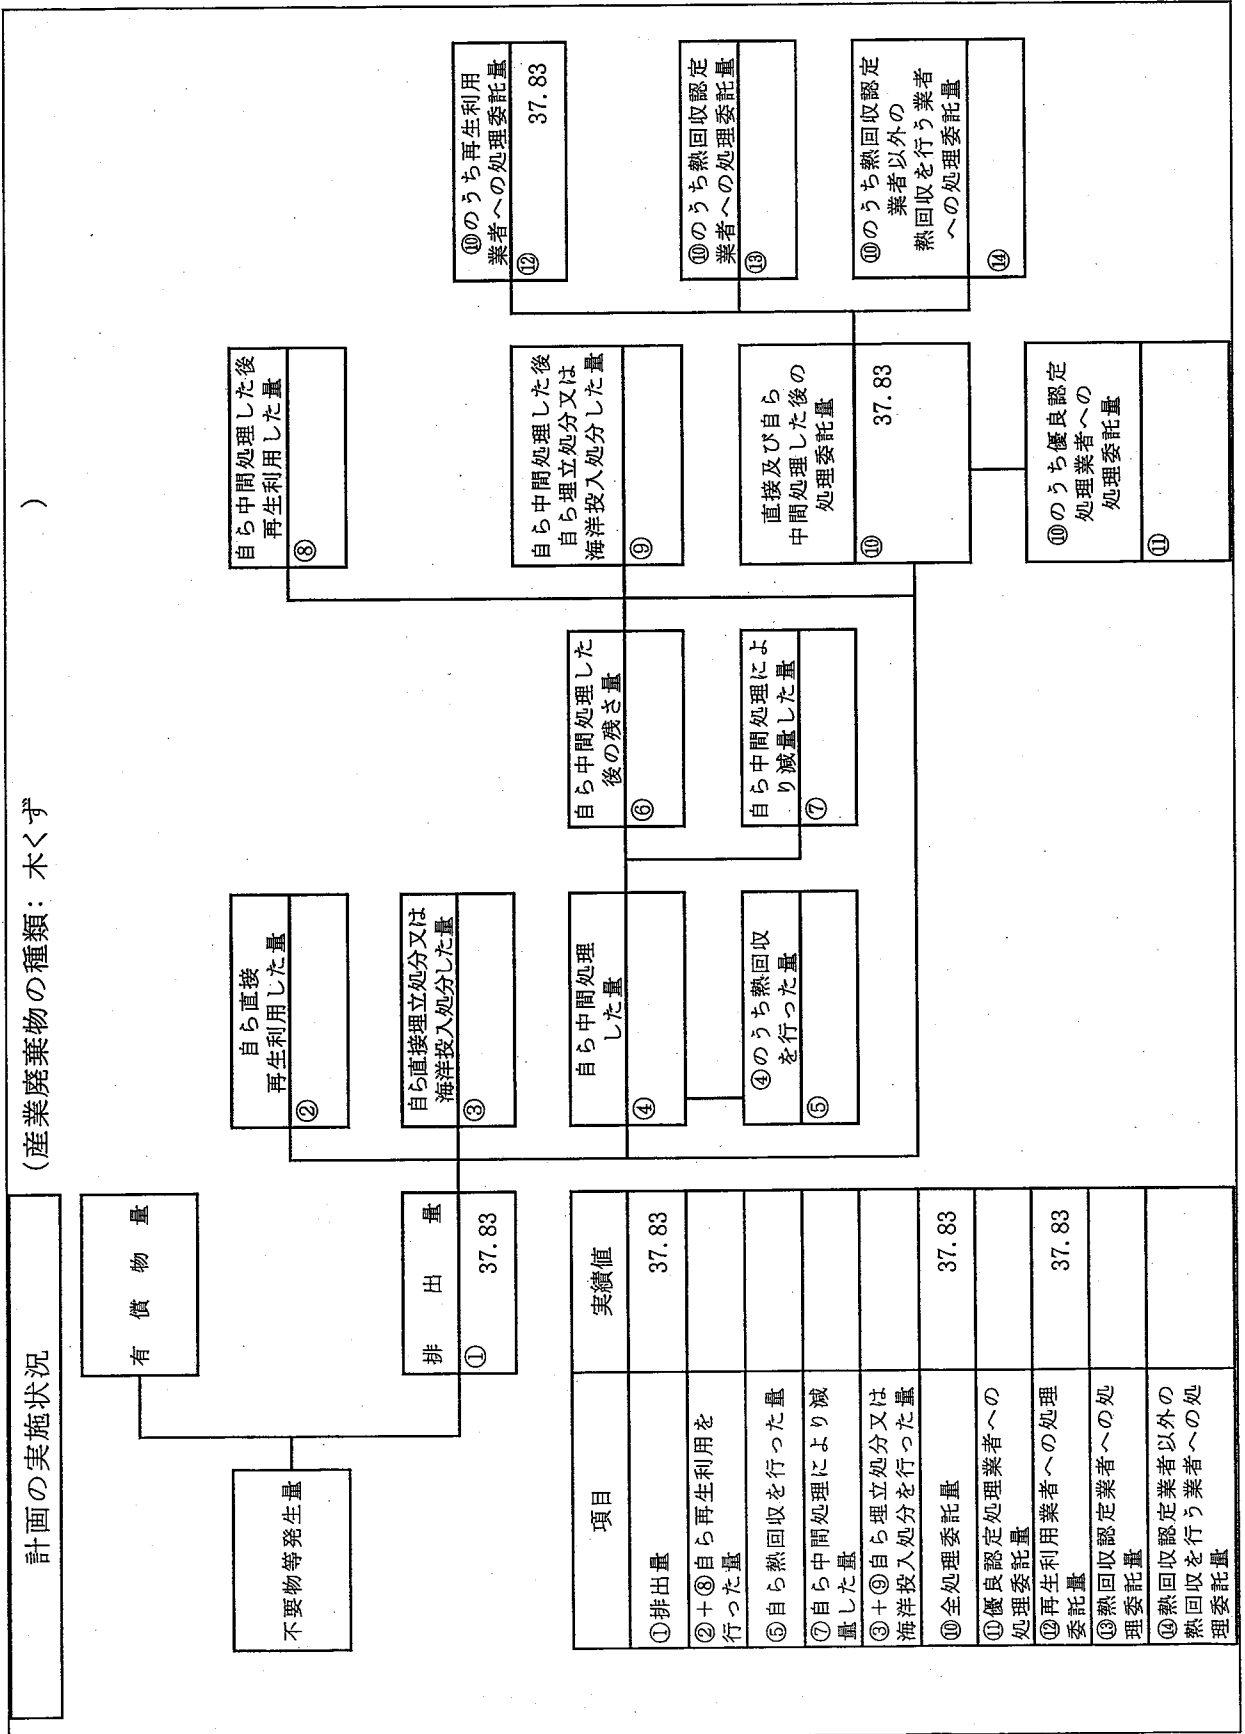 計画の実施状況
(産業廃棄物の種類: 木くず
)
不要物等発生量
有償物量
排出量
①
37.83
自ら直接
再生利用した量
②
自ら直接埋立処分又は
海洋投入処分した量
③
自ら中間処理
した量
④
④のうち熱回収
を行った量
⑤
自ら中間処理した
後の残さ量
⑥
自ら中間処理によ
り減量した量
⑦
自ら中間処理した後
再生利用した量
⑧
自ら中間処理した後
自ら埋立処分又は
海洋投入処分した量
⑨
直接及び自ら
中間処理した後の
処理委託量
⑩
37.83
⑩のうち優良認定
処理業者への
処理委託量
⑪
⑩のうち再生利用
業者への処理委託量
⑫
37.83
⑩のうち熱回収認定
業者への処理委託量
⑬
⑩のうち熱回収認定
業者以外の
熱回収を行う業者
への処理委託量
⑭
項目
実績値
①排出量
37.83
②+⑧自ら再生利用を
行った量
⑤自ら熱回収を行った量
⑦自ら中間処理により減
量した量
③+⑨自ら埋立処分又は
海洋投入処分を行った量
⑩全処理委託量
37.83
⑪優良認定処理業者への
処理委託量
⑫再生利用業者への処理
委託量
37.83
⑬熱回収認定業者への処
理委託量
⑭熱回収認定業者以外の
熱回収を行う業者への処
理委託量